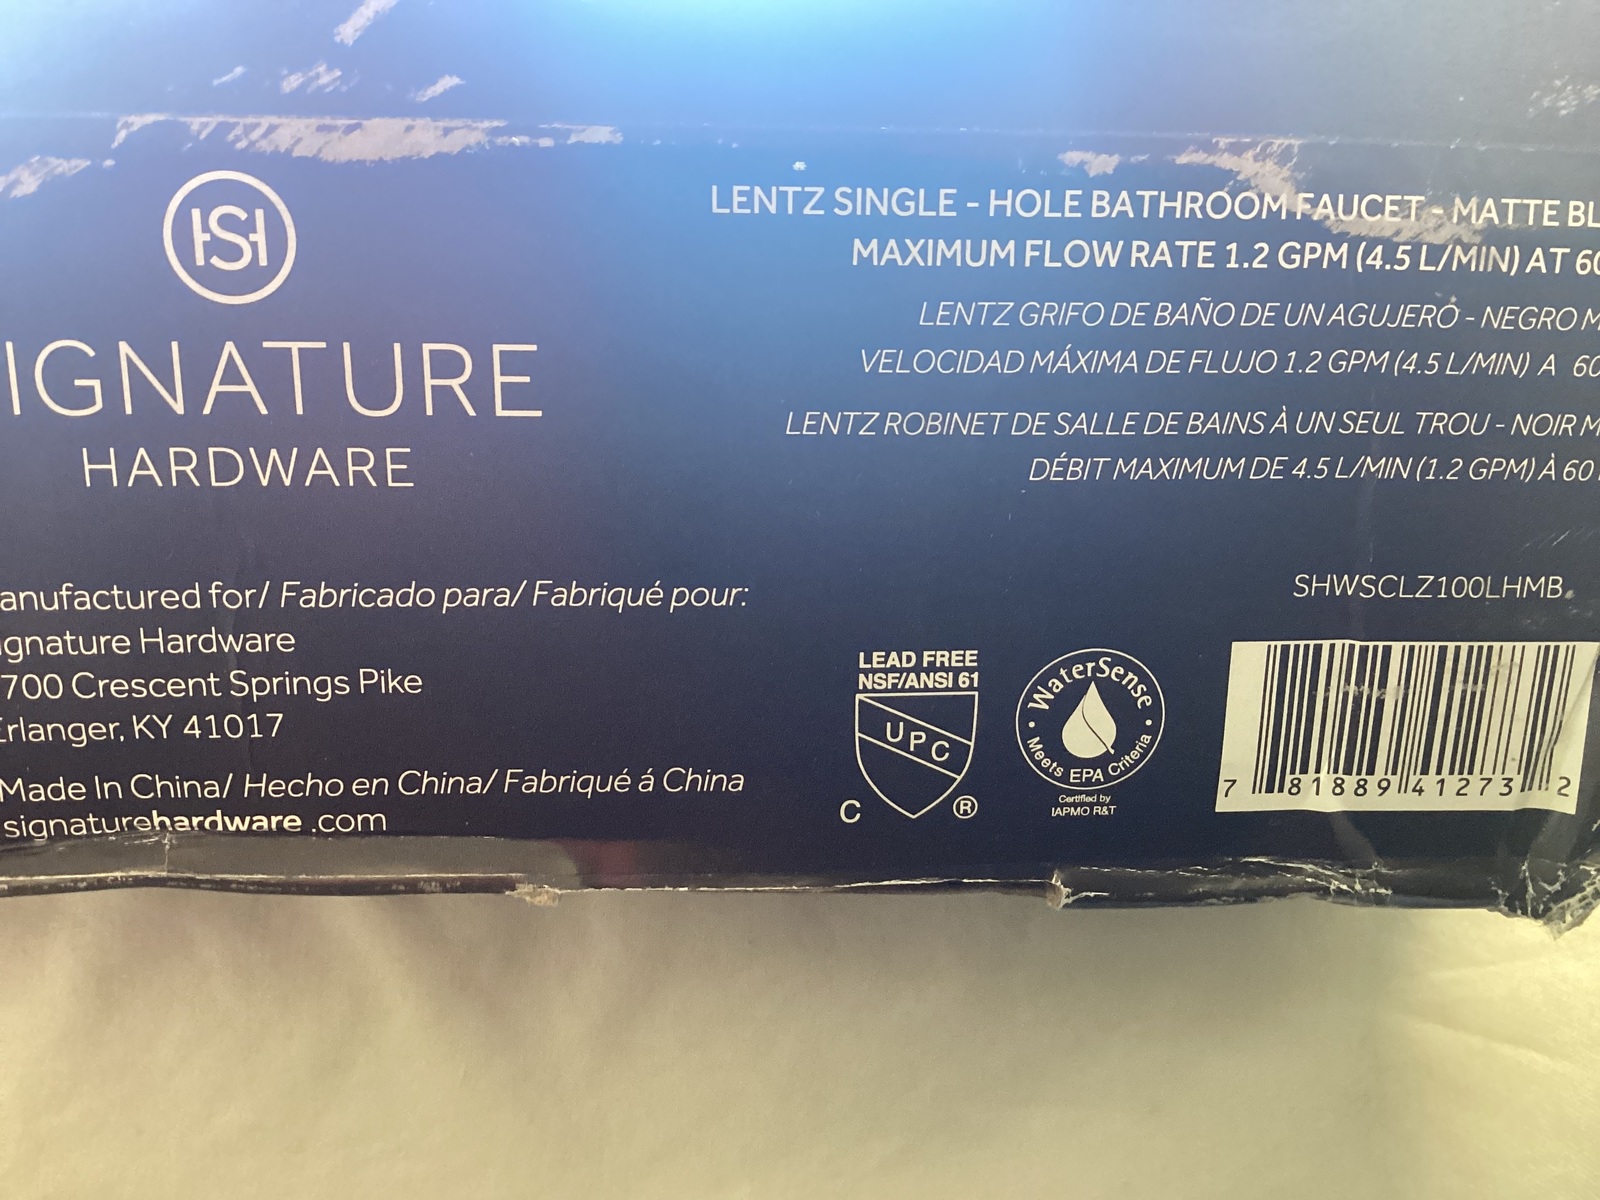 HSH
IGNATURE
HARDWARE
LENTZ SINGLE - HOLE BATHROOM FAUCET - MATTE BL
MAXIMUM FLOW RATE 1.2 GPM (4.5 L/MIN) AT 60
LENTZ GRIFO DE BAÑO DE UN AGUJERO - NEGRO M
VELOCIDAD MÁXIMA DE FLUJO 1.2 GPM (4.5 L/MIN) A 60
LENTZ ROBINET DE SALLE DE BAINS À UN SEUL TROU - NOIR M
DÉBIT MAXIMUM DE 4.5 L/MIN (1.2 GPM) À 60
anufactured for/ Fabricado para/ Fabriqué pour:
ignature Hardware
700 Crescent Springs Pike
Erlanger, KY 41017
Made In China/ Hecho en China/ Fabriqué á China
signaturehardware .com
LEAD FREE
NSF/ANSI 61
UPC
C ®
WaterSense
Meets EPA Criteria
Certified by
IAPMO R&T
SHWSCLZ100LHMB
7 81889 41273 2